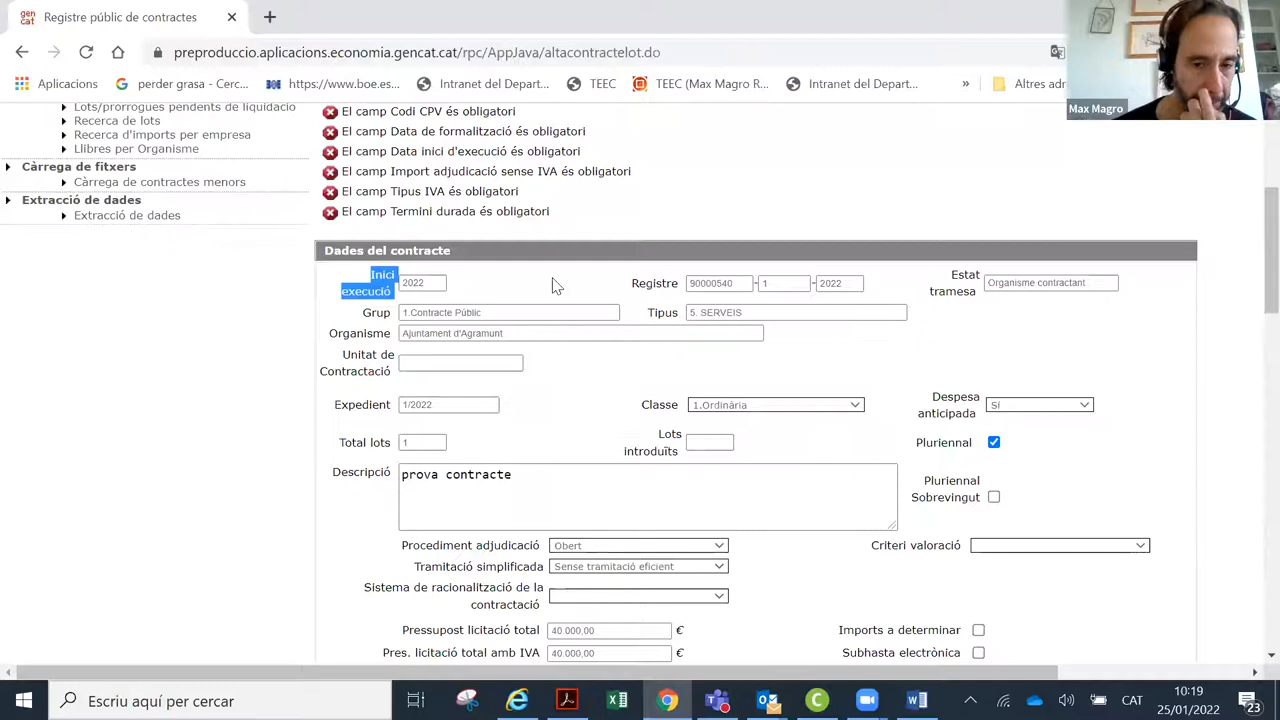 gen
cat
Registre públic de contractes
preproduccio.aplicacions.economia.gencat.cat/rpc/AppJava/altacontractelot.do
Aplicacions
perder grasa - Cerc...
https://www.boe.es...
Intranet del Depart...
TEEC
TEEC (Max Magro R...
Intranet del Depart...
»
Altres adre
Max Magro
Lots/prorrogues pendents de liquidació
Recerca de lots
Recerca d'imports per empresa
Llibres per Organisme
Càrrega de fitxers
Càrrega de contractes menors
Extracció de dades
Extracció de dades
El camp Codi CPV és obligatori
El camp Data de formalització és obligatori
El camp Data inici d'execució és obligatori
El camp Import adjudicació sense IVA és obligatori
El camp Tipus IVA és obligatori
El camp Termini durada és obligatori
Dades del contracte
Inici execució 2022 Registre 90000540 - 1 - 2022 Estat tramesa Organisme contractant
Grup 1.Contracte Públic Tipus 5. SERVEIS
Organisme Ajuntament d'Agramunt
Unitat de
Contractació
Expedient 1/2022 Classe 1.Ordinària Despesa anticipada Sí
Total lots 1 Lots introduïts Pluriennal
Descripció prova contracte
Pluriennal
Sobrevingut
Procediment adjudicació Obert Criteri valoració
Tramitació simplificada Sense tramitació eficient
Sistema de racionalització de la
contractació
Pressupost licitació total 40.000,00 € Imports a determinar
Pres. licitació total amb IVA 40.000,00 € Subhasta electrònica
Escriu aquí per cercar
CAT
10:19
25/01/2022
23